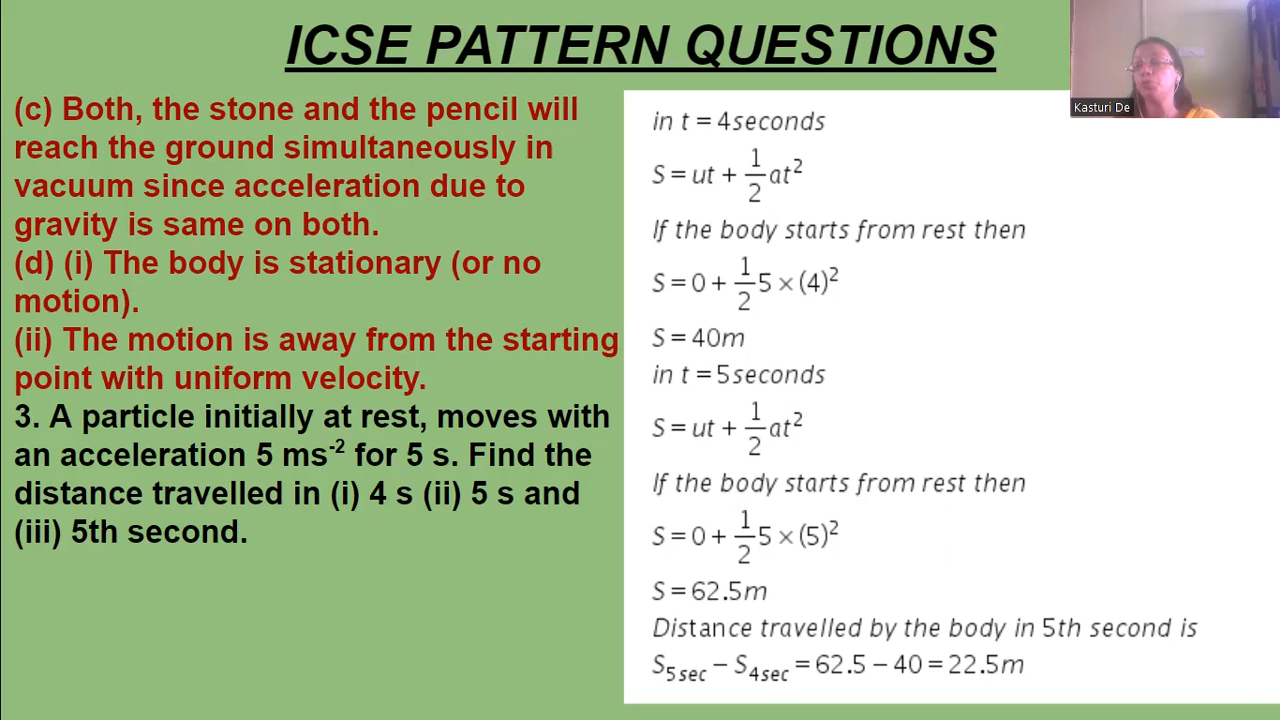 ICSE PATTERN QUESTIONS
(c) Both, the stone and the pencil will
reach the ground simultaneously in
vacuum since acceleration due to
gravity is same on both.
(d) (i) The body is stationary (or no
motion).
(ii) The motion is away from the starting
point with uniform velocity.
3. A particle initially at rest, moves with
an acceleration 5 ms⁻² for 5 s. Find the
distance travelled in (i) 4 s (ii) 5 s and
(iii) 5th second.
in t = 4seconds
S = ut + 1/2 at²
If the body starts from rest then
S = 0 + 1/2 5 × (4)²
S = 40m
in t = 5seconds
S = ut + 1/2 at²
If the body starts from rest then
S = 0 + 1/2 5 × (5)²
S = 62.5m
Distance travelled by the body in 5th second is
S5sec − S4sec = 62.5 − 40 = 22.5m
Kasturi De